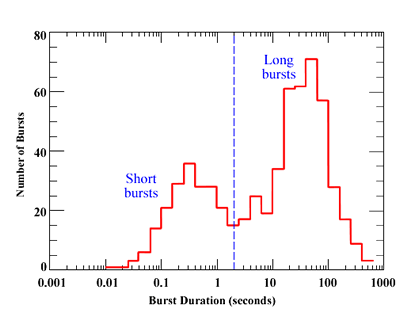 80
60
40
20
0
Number of Bursts
Short
bursts
Long
bursts
0.001 0.01 0.1 1 10 100 1000
Burst Duration (seconds)